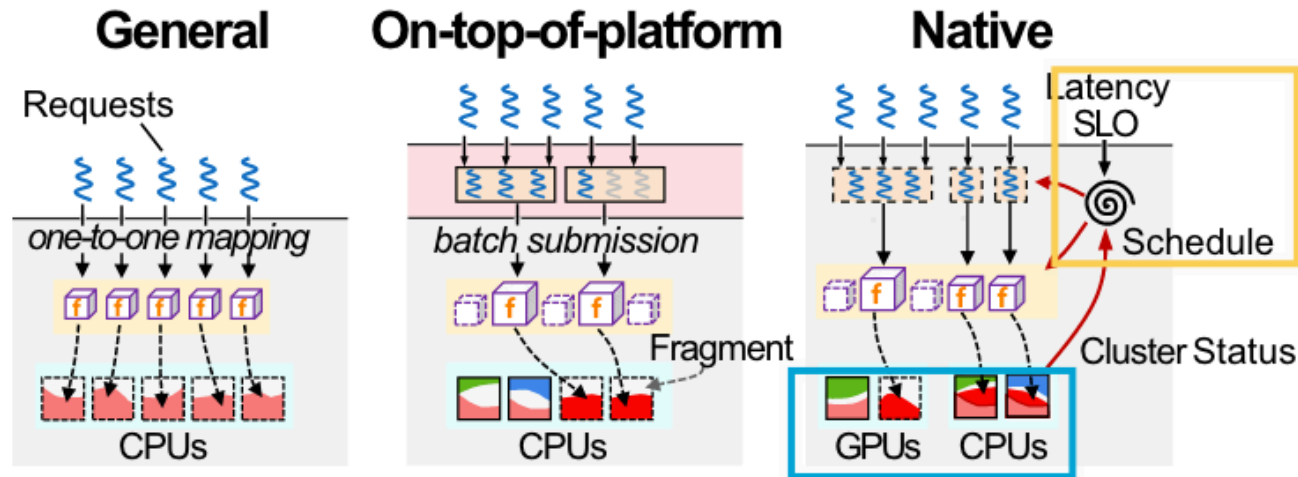 General
Requests
one-to-one mapping
f f f f f
CPUs
On-top-of-platform
batch submission
f f
Fragment
CPUs
Native
Latency
SLO
Schedule
f f f
Cluster Status
GPUs CPUs